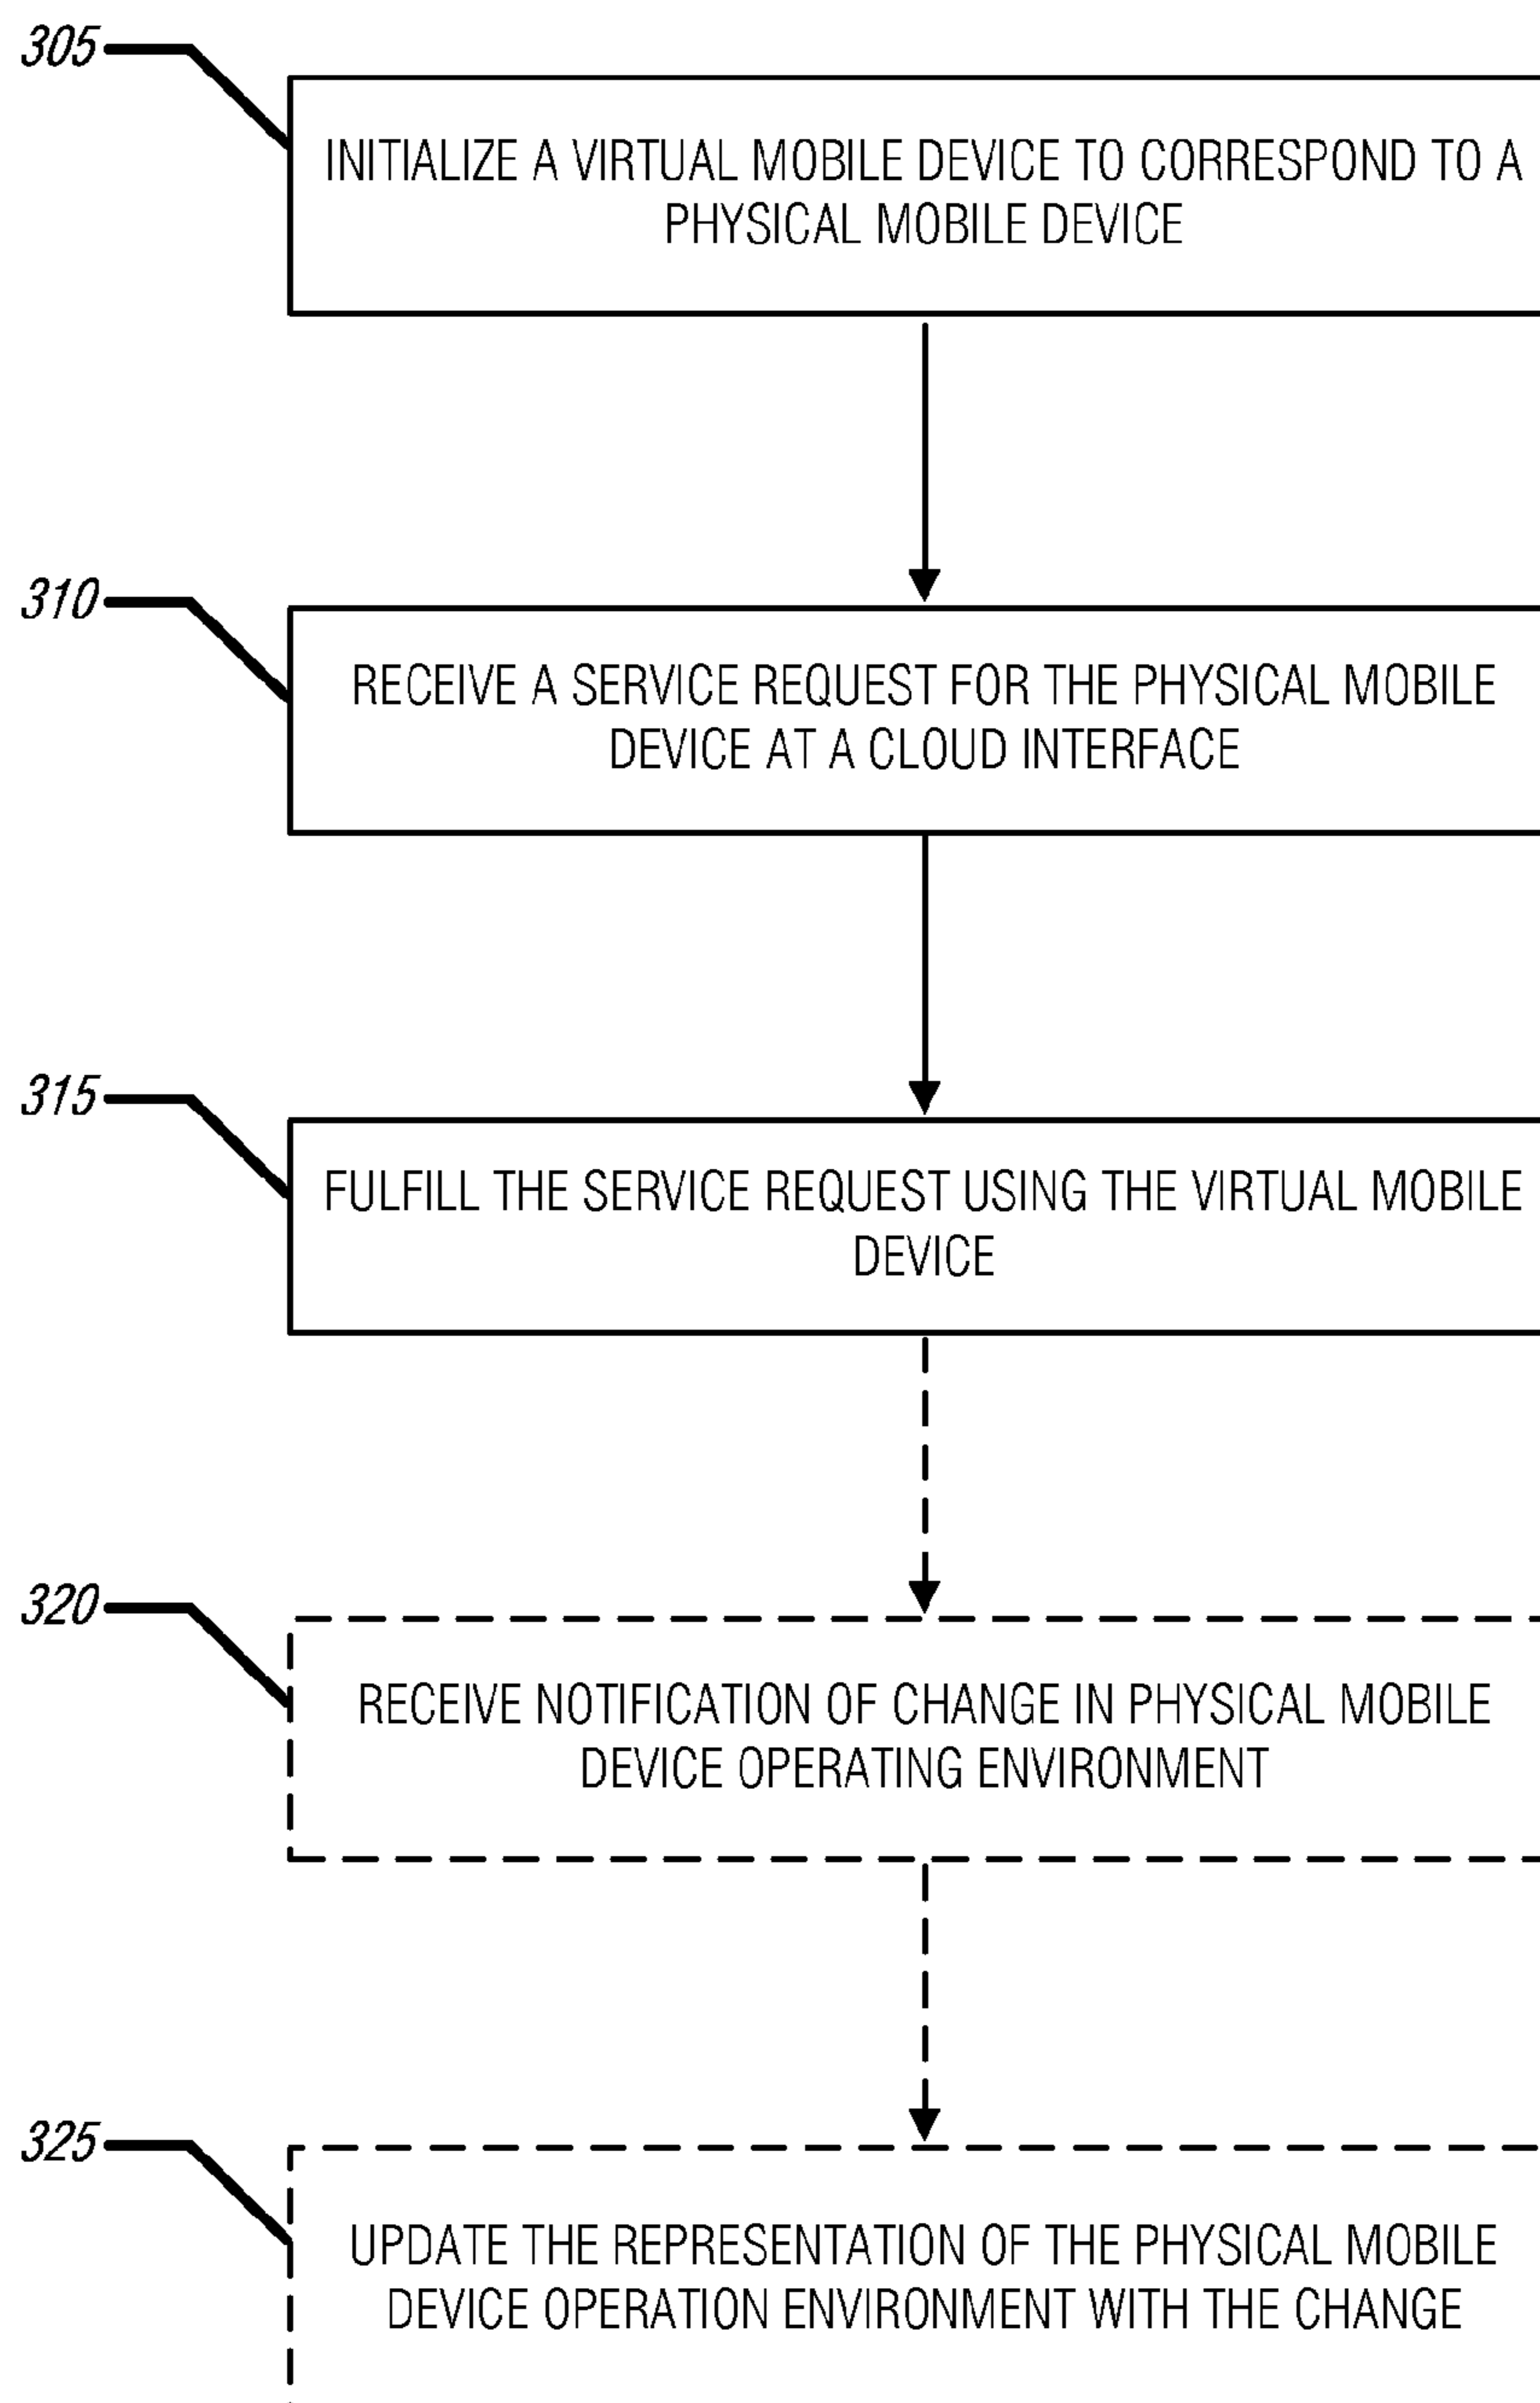 305
INITIALIZE A VIRTUAL MOBILE DEVICE TO CORRESPOND TO A
PHYSICAL MOBILE DEVICE
310
RECEIVE A SERVICE REQUEST FOR THE PHYSICAL MOBILE
DEVICE AT A CLOUD INTERFACE
315
FULFILL THE SERVICE REQUEST USING THE VIRTUAL MOBILE
DEVICE
320
RECEIVE NOTIFICATION OF CHANGE IN PHYSICAL MOBILE
DEVICE OPERATING ENVIRONMENT
325
UPDATE THE REPRESENTATION OF THE PHYSICAL MOBILE
DEVICE OPERATION ENVIRONMENT WITH THE CHANGE